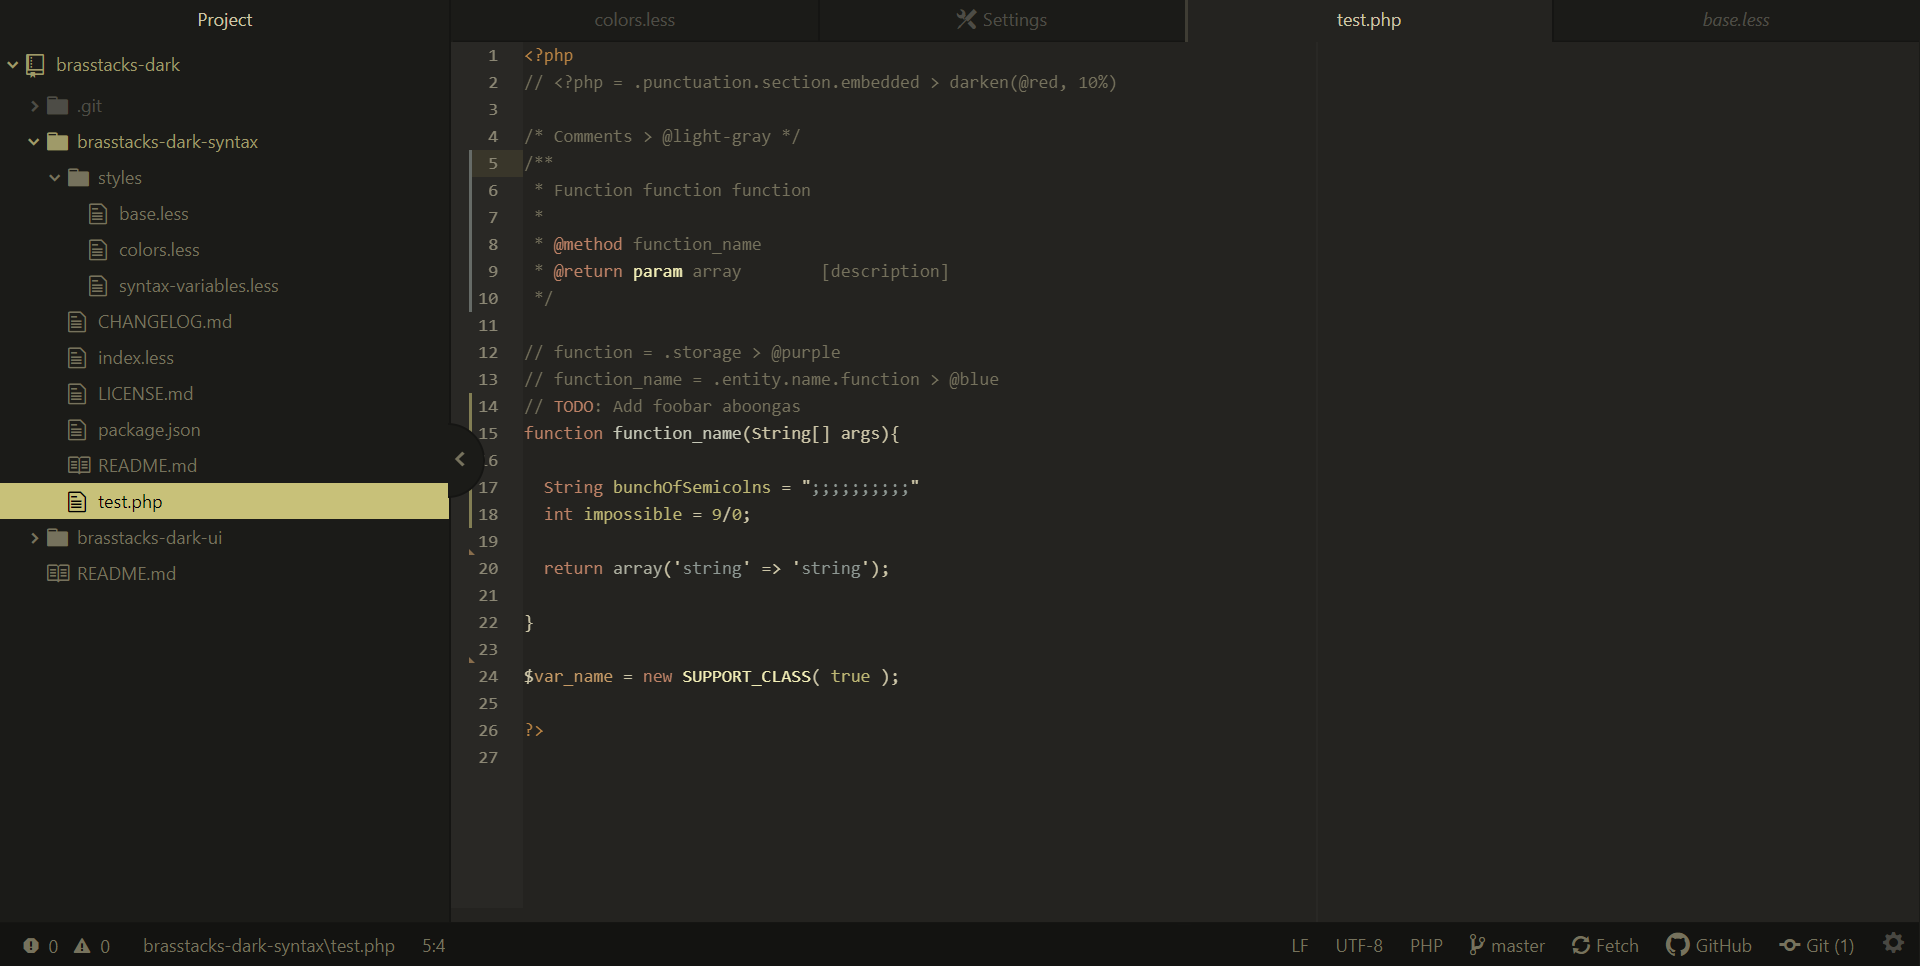 Project
brasstacks-dark
.git
brasstacks-dark-syntax
styles
base.less
colors.less
syntax-variables.less
CHANGELOG.md
index.less
LICENSE.md
package.json
README.md
test.php
brasstacks-dark-ui
README.md
colors.less Settings test.php base.less
1 <?php
2 // <?php = .punctuation.section.embedded > darken(@red, 10%)
3
4 /* Comments > @light-gray */
5 /**
6  * Function function function
7  *
8  * @method function_name
9  * @return param array        [description]
10  */
11
12 // function = .storage > @purple
13 // function_name = .entity.name.function > @blue
14 // TODO: Add foobar aboongas
15 function function_name(String[] args){
16
17   String bunchOfSemicolns = ";;;;;;;;;;"
18   int impossible = 9/0;
19
20   return array('string' => 'string');
21
22 }
23
24 $var_name = new SUPPORT_CLASS( true );
25
26 ?>
27
0 0 brasstacks-dark-syntax\test.php 5:4 LF UTF-8 PHP master Fetch GitHub Git (1)